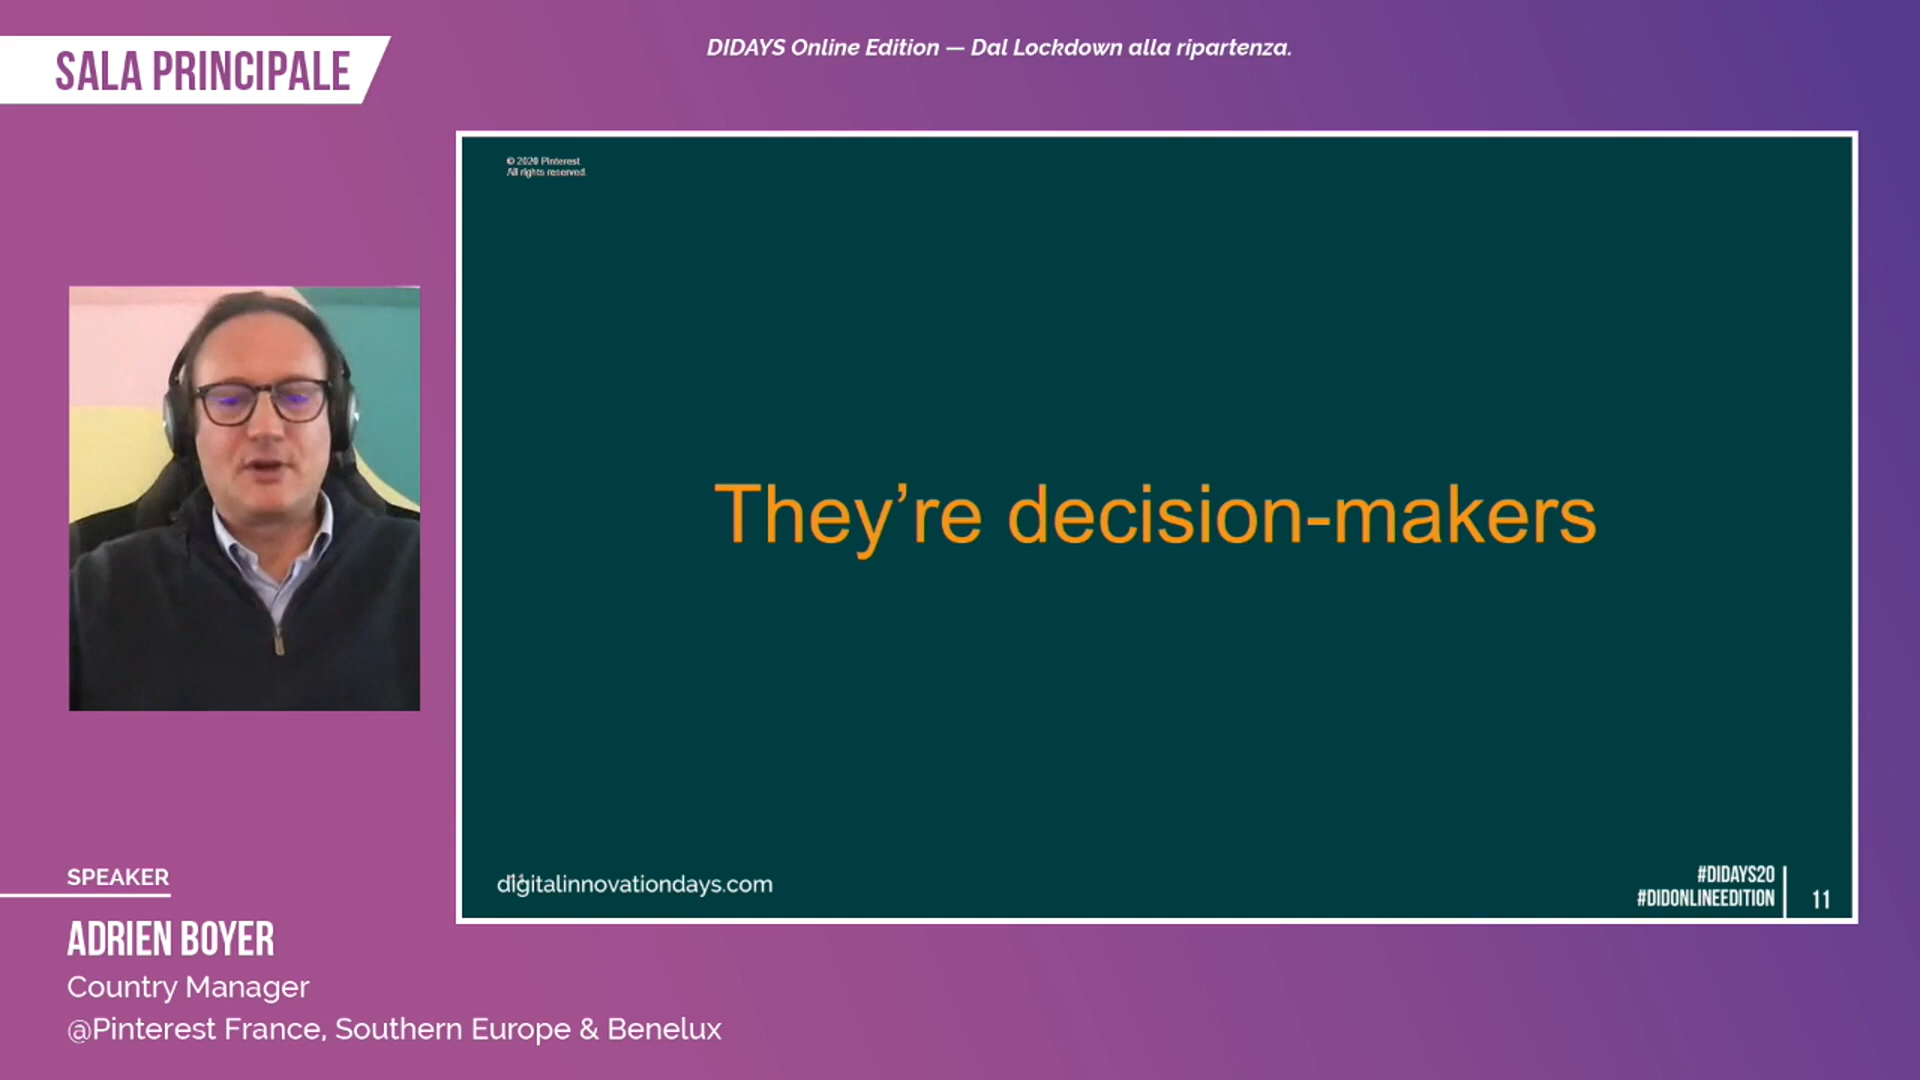 SALA PRINCIPALE
DIDAYS Online Edition — Dal Lockdown alla ripartenza.
© 2020 Pinterest.
All rights reserved.
They’re decision-makers
digitalinnovationdays.com
#DIDAYS20
#DIDONLINEEDITION
11
SPEAKER
ADRIEN BOYER
Country Manager
@Pinterest France, Southern Europe & Benelux